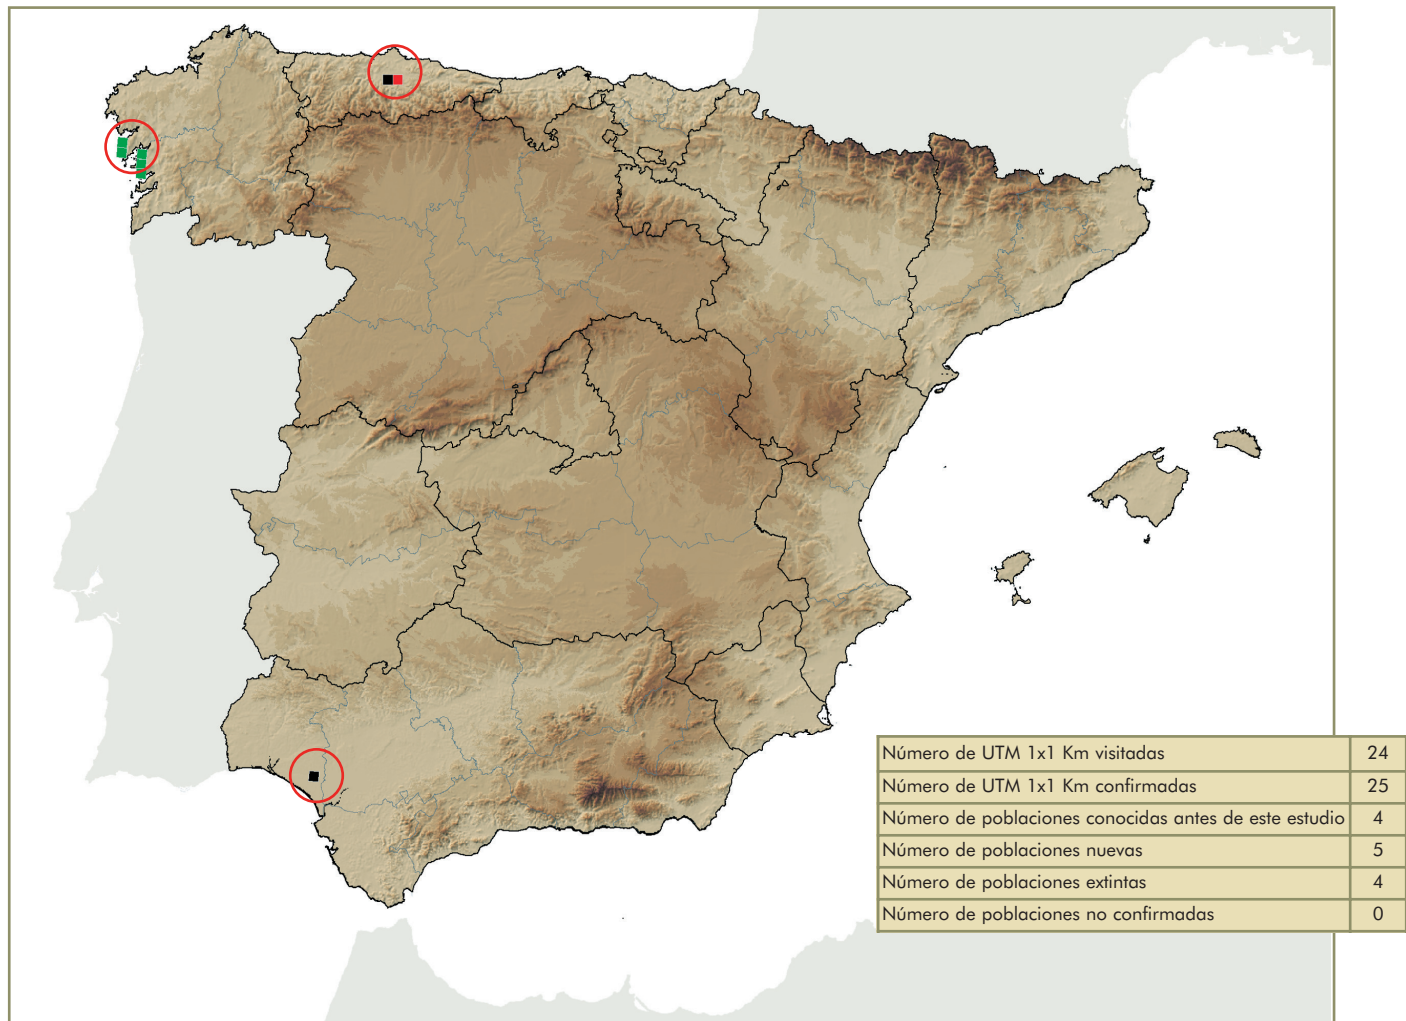 Número de UTM 1x1 Km visitadas 24
Número de UTM 1x1 Km confirmadas 25
Número de poblaciones conocidas antes de este estudio 4
Número de poblaciones nuevas 5
Número de poblaciones extintas 4
Número de poblaciones no confirmadas 0